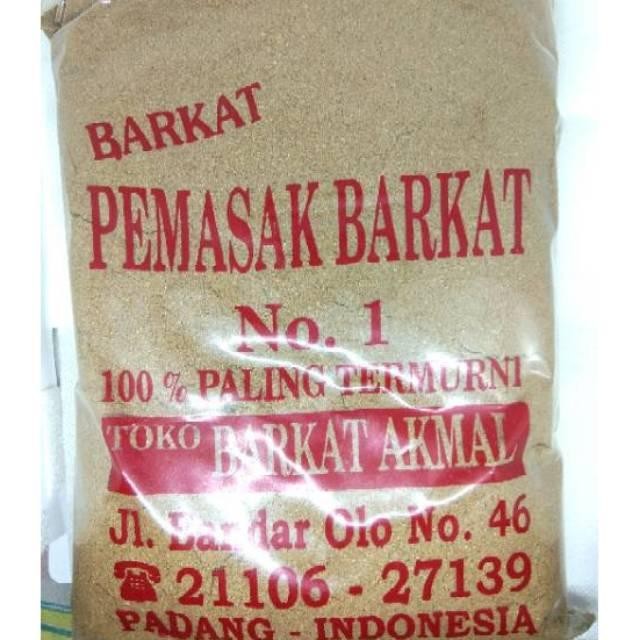 BARKAT
PEMASAK BARKAT
No. 1
100 % PALING TERMURNI
TOKO BARKAT AKMAL
Jl. Bandar Olo No. 46
☎ 21106 - 27139
PADANG - INDONESIA